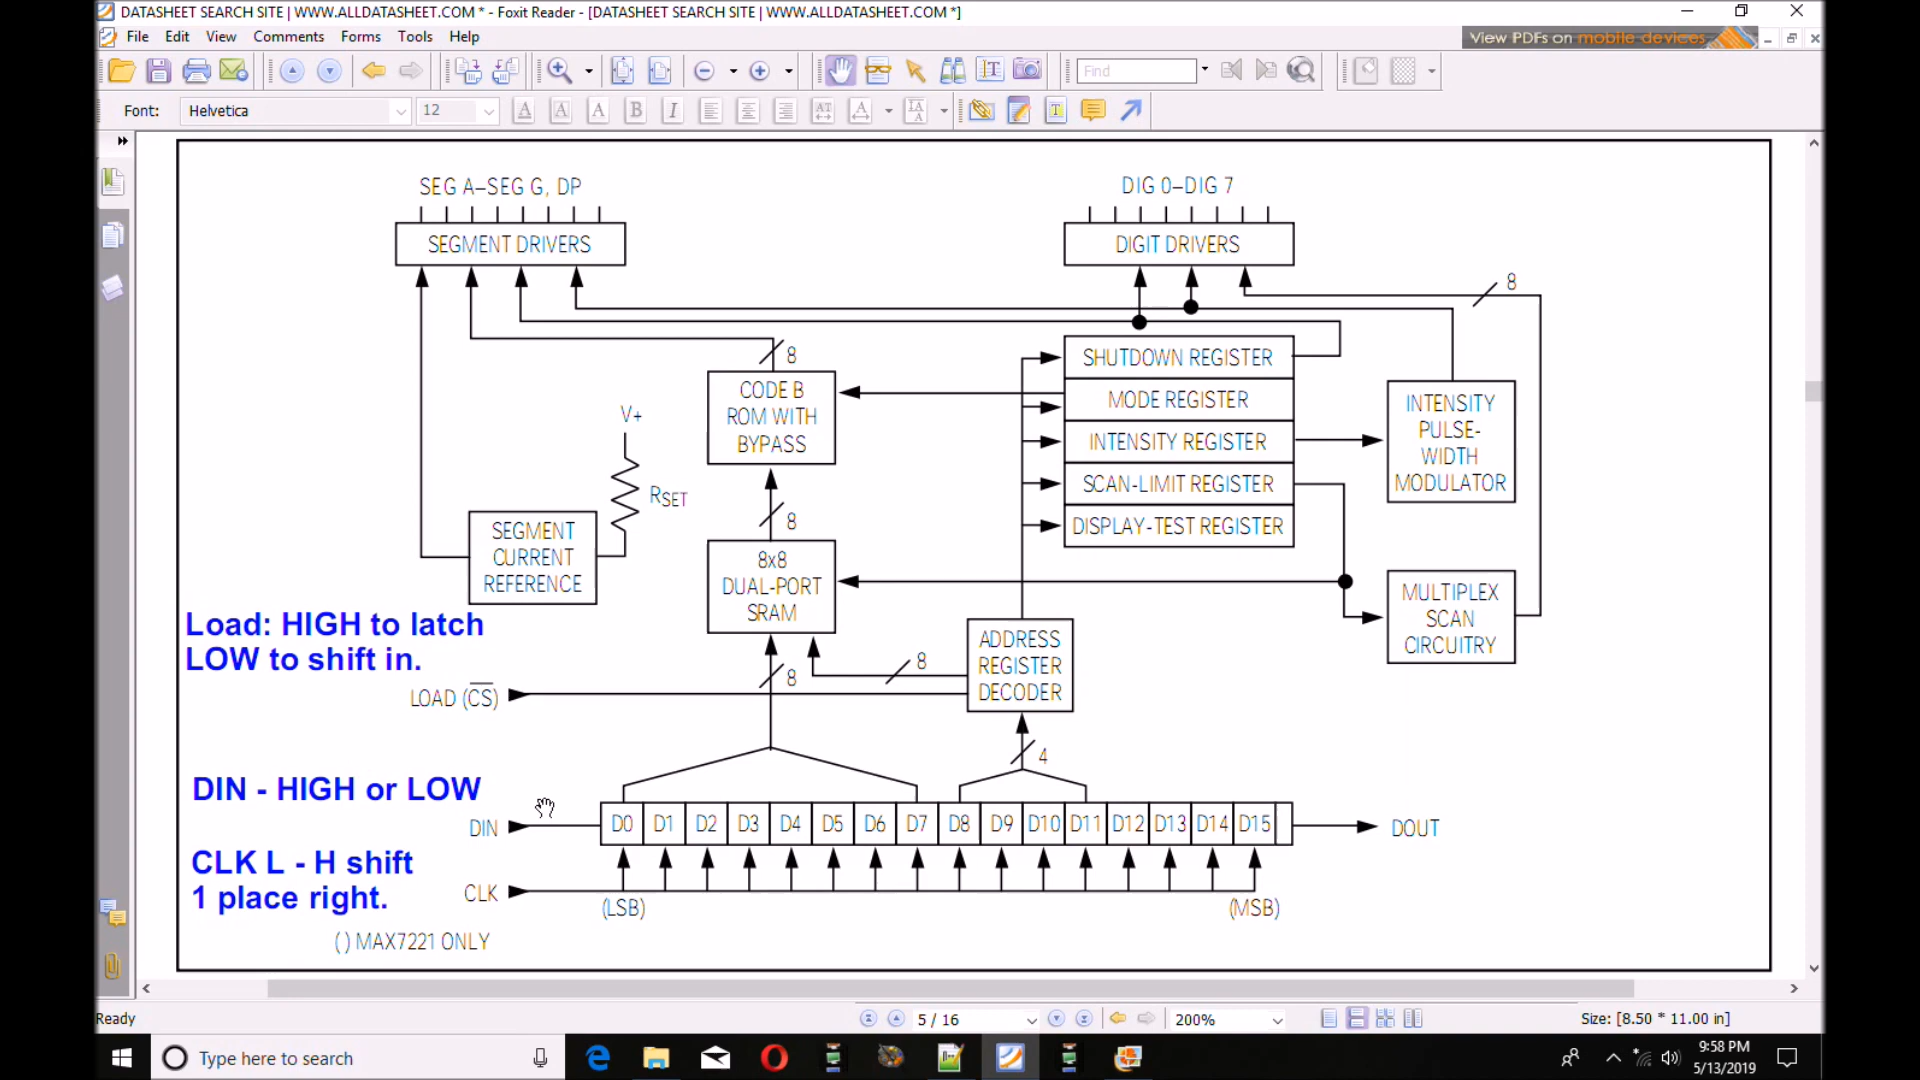 DATASHEET SEARCH SITE | WWW.ALLDATASHEET.COM * - Foxit Reader - [DATASHEET SEARCH SITE | WWW.ALLDATASHEET.COM *]
File Edit View Comments Forms Tools Help
View PDFs on mobile devices
Find
Font: Helvetica 12
SEG A–SEG G, DP
DIG 0–DIG 7
SEGMENT DRIVERS
DIGIT DRIVERS
8
8
CODE B
ROM WITH
BYPASS
SHUTDOWN REGISTER
MODE REGISTER
INTENSITY REGISTER
SCAN-LIMIT REGISTER
DISPLAY-TEST REGISTER
INTENSITY
PULSE-
WIDTH
MODULATOR
V+
RSET
8
SEGMENT
CURRENT
REFERENCE
8x8
DUAL-PORT
SRAM
MULTIPLEX
SCAN
CIRCUITRY
Load: HIGH to latch
LOW to shift in.
ADDRESS
REGISTER
DECODER
8
8
LOAD (CS)
4
DIN - HIGH or LOW
DIN
D0 D1 D2 D3 D4 D5 D6 D7 D8 D9 D10 D11 D12 D13 D14 D15
DOUT
CLK L - H shift
1 place right.
CLK
(LSB)
(MSB)
( ) MAX7221 ONLY
Ready
5 / 16
200%
Size: [8.50 * 11.00 in]
Type here to search
9:58 PM
5/13/2019